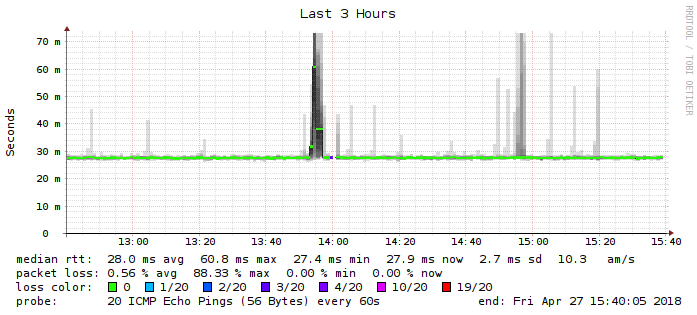 Last 3 Hours
RRDTOOL / TOBI OETIKER
Seconds
70 m
60 m
50 m
40 m
30 m
20 m
10 m
0
13:00 13:20 13:40 14:00 14:20 14:40 15:00 15:20 15:40
median rtt: 28.0 ms avg 60.8 ms max 27.4 ms min 27.9 ms now 2.7 ms sd 10.3 am/s
packet loss: 0.56 % avg 88.33 % max 0.00 % min 0.00 % now
loss color: 0 1/20 2/20 3/20 4/20 10/20 19/20
probe: 20 ICMP Echo Pings (56 Bytes) every 60s end: Fri Apr 27 15:40:05 2018